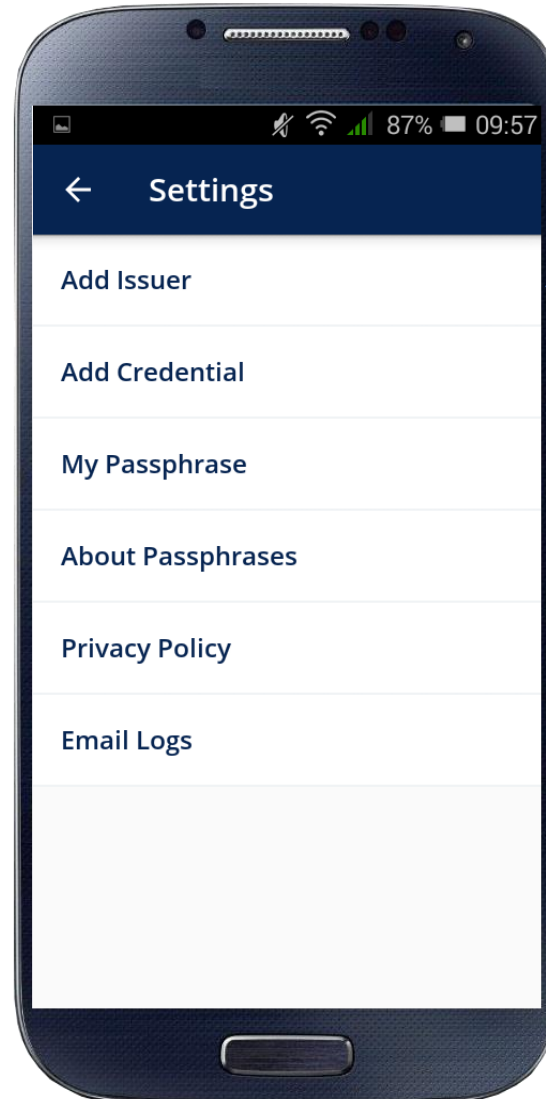 87% 09:57
Settings
Add Issuer
Add Credential
My Passphrase
About Passphrases
Privacy Policy
Email Logs